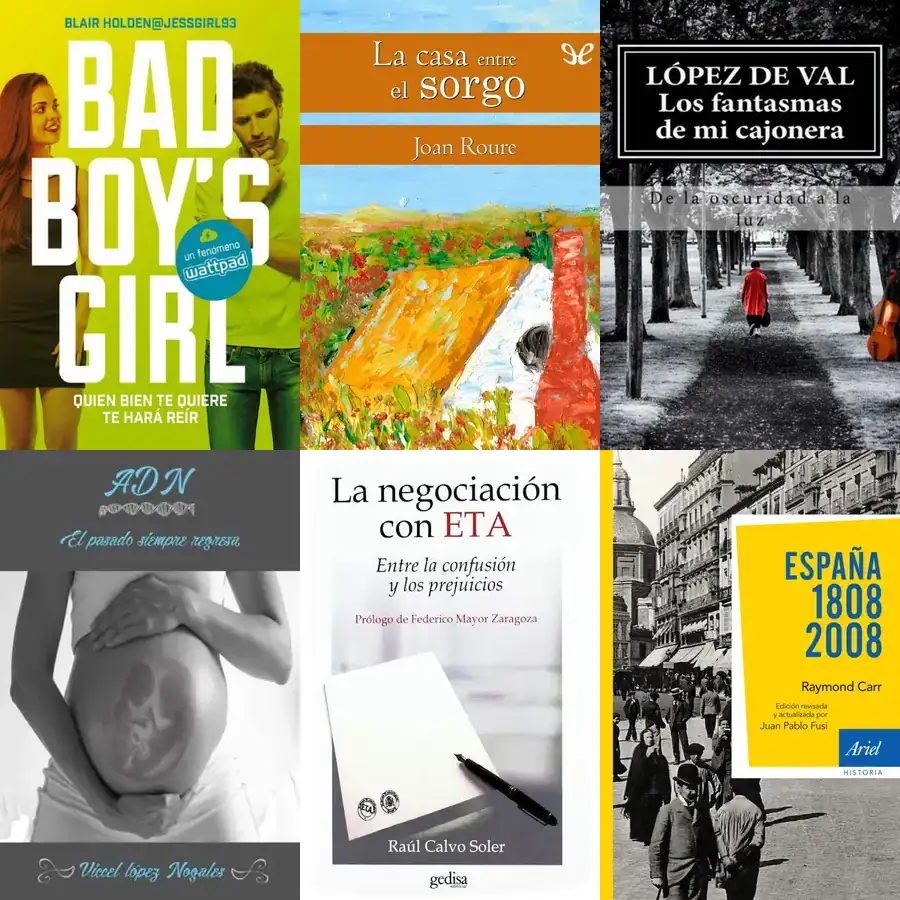 BLAIR HOLDEN@JESSGIRL93
BAD
BOY'S
GIRL
un fenómeno
wattpad
QUIEN BIEN TE QUIERE
TE HARÁ REÍR
La casa entre
el sorgo
Joan Roure
LÓPEZ DE VAL
Los fantasmas
de mi cajonera
De la oscuridad a la
luz
ADN
El pasado siempre regresa
Viccel lópez Nogales
La negociación
con ETA
Entre la confusión
y los prejuicios
Prólogo de Federico Mayor Zaragoza
ETA
Raúl Calvo Soler
gedisa
editorial
ESPAÑA
1808
2008
Raymond Carr
Edición revisada
y actualizada por
Juan Pablo Fusi
Ariel
HISTORIA